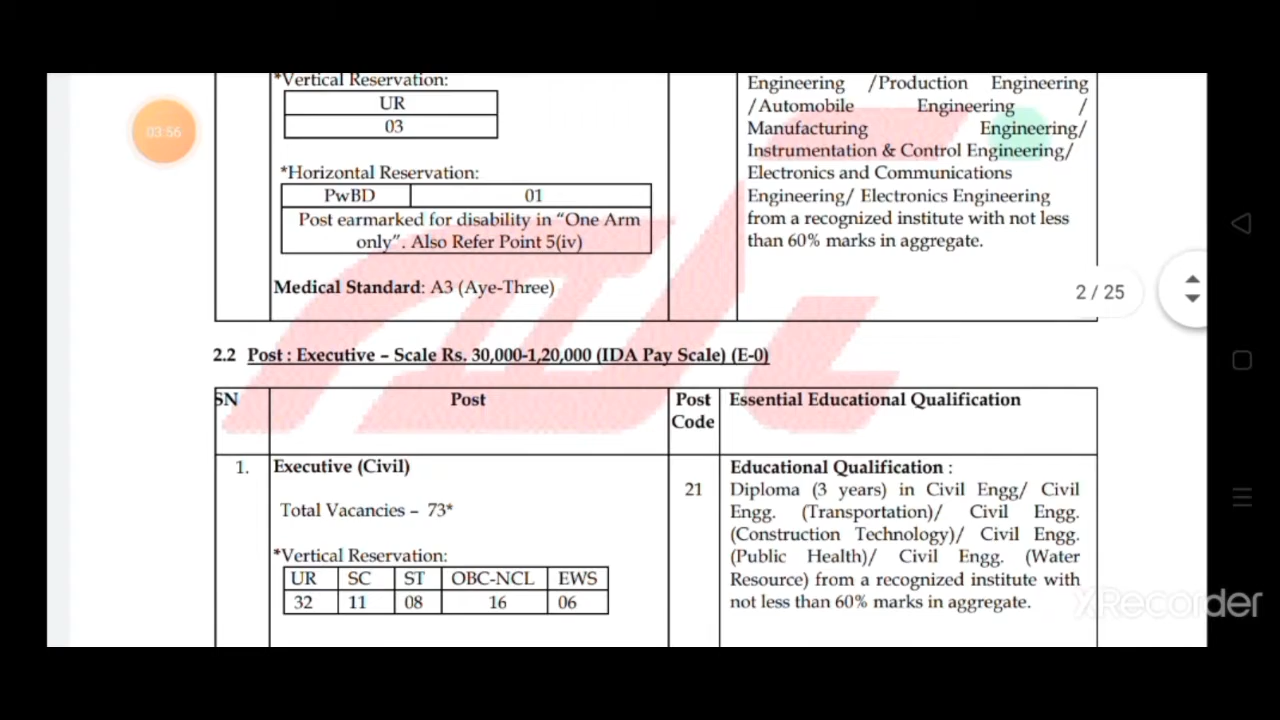 *Vertical Reservation:
UR
03
*Horizontal Reservation:
PwBD 01
Post earmarked for disability in “One Arm
only”. Also Refer Point 5(iv)
Medical Standard: A3 (Aye-Three)
Engineering /Production Engineering
/Automobile Engineering /
Manufacturing Engineering/
Instrumentation & Control Engineering/
Electronics and Communications
Engineering/ Electronics Engineering
from a recognized institute with not less
than 60% marks in aggregate.
03:56
2 / 25
2.2 Post : Executive – Scale Rs. 30,000-1,20,000 (IDA Pay Scale) (E-0)
SN Post Post Code Essential Educational Qualification
1. Executive (Civil)
Total Vacancies – 73*
*Vertical Reservation:
UR SC ST OBC-NCL EWS
32 11 08 16 06
21
Educational Qualification :
Diploma (3 years) in Civil Engg/ Civil
Engg. (Transportation)/ Civil Engg.
(Construction Technology)/ Civil Engg.
(Public Health)/ Civil Engg. (Water
Resource) from a recognized institute with
not less than 60% marks in aggregate.
XRecorder